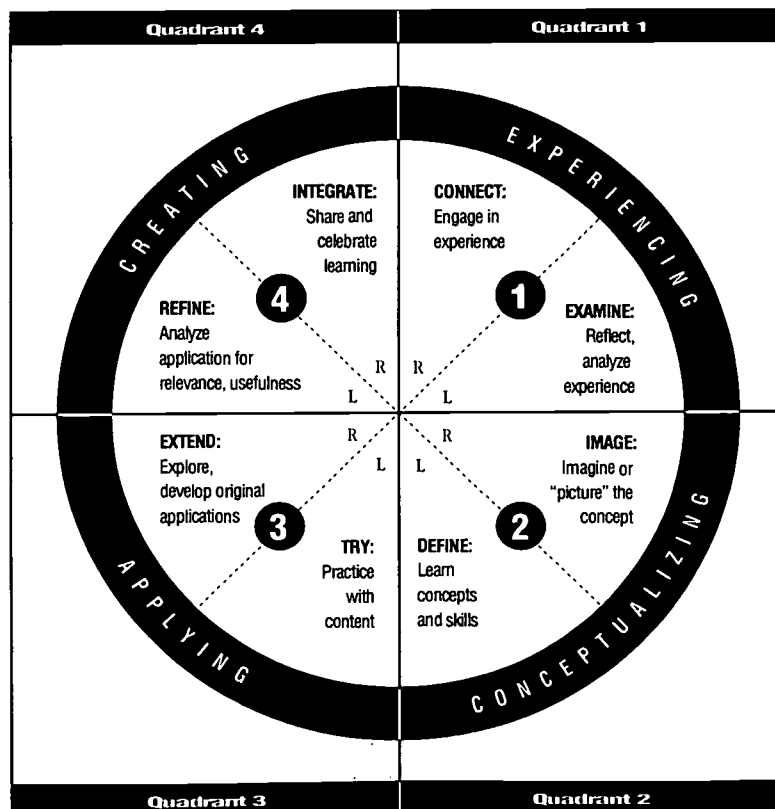 Quadrant 4
Quadrant 1
CREATING
EXPERIENCING
INTEGRATE:
Share and
celebrate
learning
CONNECT:
Engage in
experience
4
1
REFINE:
Analyze
application for
relevance, usefulness
EXAMINE:
Reflect,
analyze
experience
R R
L L
R R
L L
EXTEND:
Explore,
develop original
applications
IMAGE:
Imagine or
"picture" the
concept
3
2
TRY:
Practice
with
content
DEFINE:
Learn
concepts
and skills
APPLYING
CONCEPTUALIZING
Quadrant 3
Quadrant 2